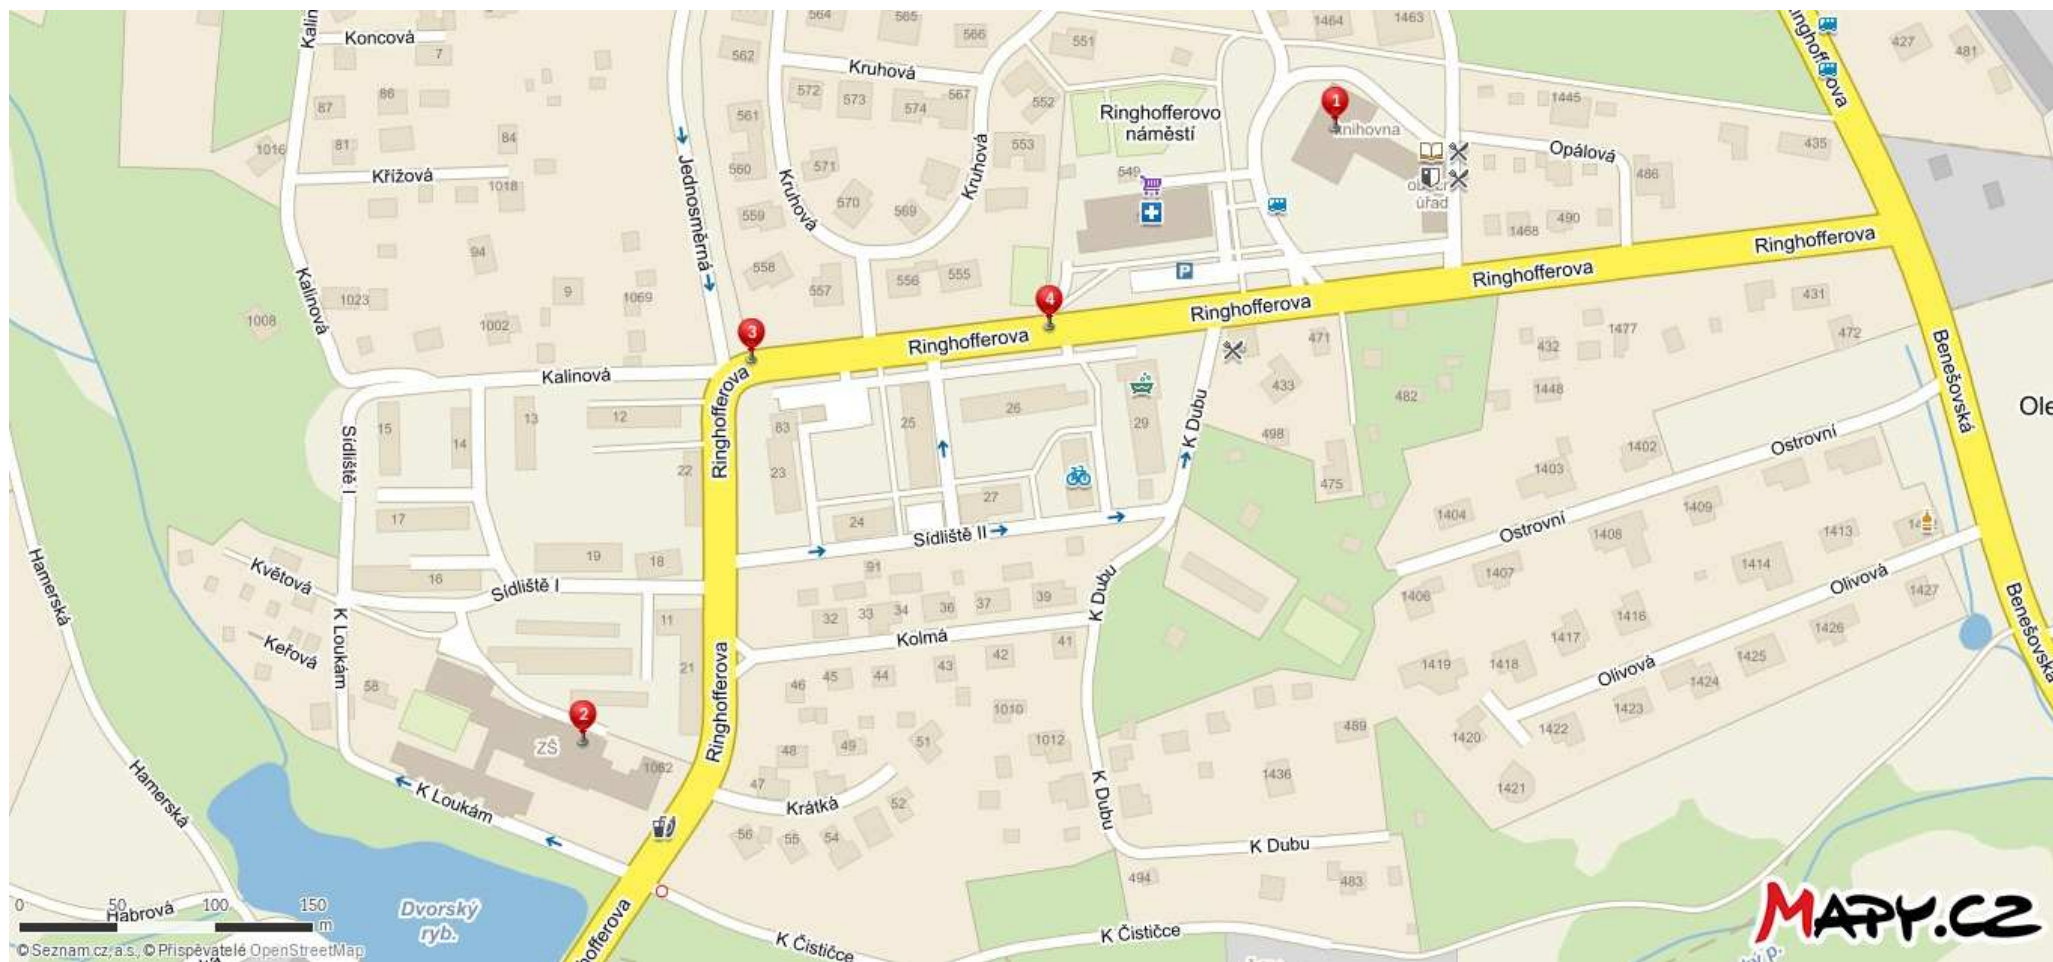 Koncová
7
Kalin
564
565
566
562
551
1464
1463
Ringhofferova
427
481
Kruhová
87
86
572
573
574
567
552
Ringhofferovo
náměstí
1
knihovna
1445
561
84
81
1016
553
Opálová
435
Křížová
1018
Jednosměrná
560
571
Kruhová
Kruhová
549
486
úřad
559
570
569
1468
490
Ringhofferova
94
558
557
556
555
P
Ringhofferova
Kalinová
1023
9
1069
1008
1002
4
Ringhofferova
431
3
Ringhofferova
471
1477
472
432
Kalinová
Ringhofferova
433
1448
482
Benešovská
Ole
15
14
13
12
83
25
26
29
K Dubu
498
Ostrovní
Sídliště I
22
23
1402
1403
475
17
27
24
1404
1409
Ostrovní
Sídliště II
1408
1413
19
18
Hamerská
Květová
16
91
1407
1414
Sídliště I
Olivová
1406
1427
32
33
34
36
37
39
K Dubu
Benešovská
11
Kolmá
41
1416
1417
1426
K Loukám
Keřová
21
42
43
44
45
46
1419
1418
1425
Olivová
1424
58
Ringhofferova
2
ZŠ
1010
1423
1422
1420
489
48
49
51
1012
1062
47
1436
1421
Hamerská
K Loukám
Krátká
52
K Dubu
56
55
54
K Dubu
494
483
0
50
100
150
m
Habrová
Dvorský
ryb.
K Čističce
K Čističce
MAPY.CZ
© Seznam.cz, a.s., © Přispěvatelé OpenStreetMap